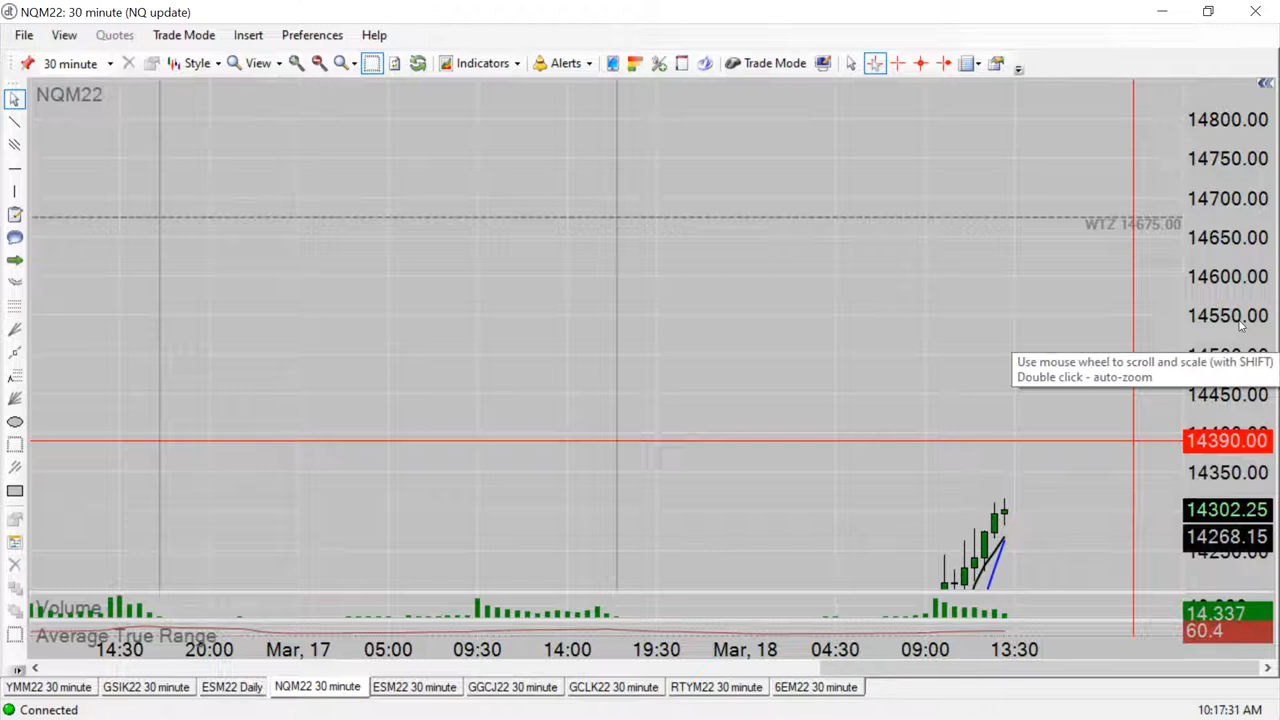 NQM22: 30 minute (NQ update)
File View Quotes Trade Mode Insert Preferences Help
30 minute Style View Indicators Alerts Trade Mode
NQM22
14800.00
14750.00
14700.00
WTZ 14675.00
14650.00
14600.00
14550.00
Use mouse wheel to scroll and scale (with SHIFT)
Double click - auto-zoom
14450.00
14390.00
14350.00
14302.25
14268.15
14250.00
Volume
14.337
Average True Range
60.4
14:30 20:00 Mar, 17 05:00 09:30 14:00 19:30 Mar, 18 04:30 09:00 13:30
YMM22 30 minute GSIK22 30 minute ESM22 Daily NQM22 30 minute ESM22 30 minute GGCJ22 30 minute GCLK22 30 minute RTYM22 30 minute 6EM22 30 minute
Connected 10:17:31 AM